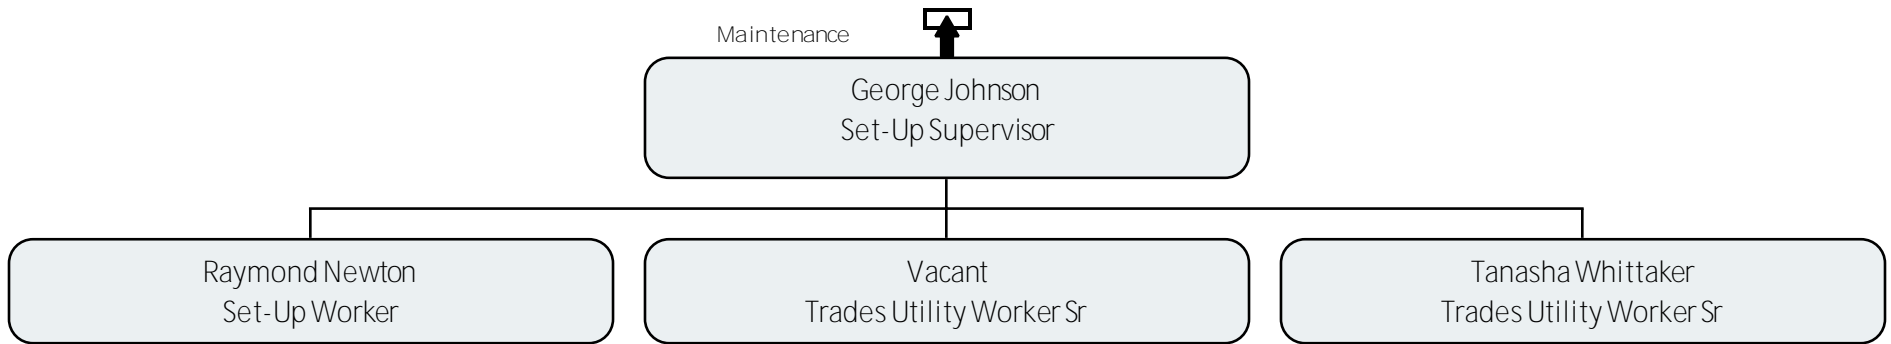 Maintenance
George Johnson
Set-Up Supervisor
Raymond Newton
Set-Up Worker
Vacant
Trades Utility Worker Sr
Tanasha Whittaker
Trades Utility Worker Sr